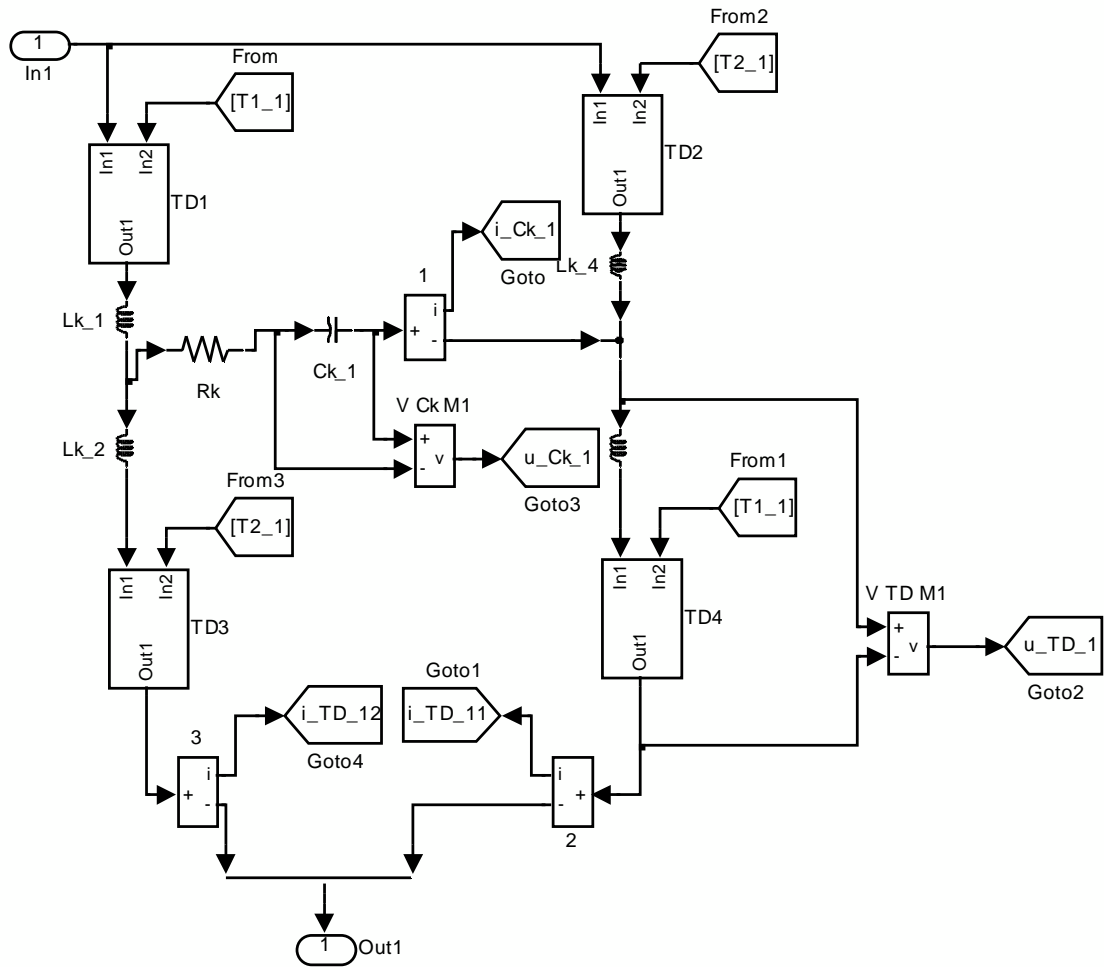 From2
1
In1
From
[T2_1]
[T1_1]
In1
In2
In1
In2
TD2
TD1
Out1
Out1
i_Ck_1
Goto
Lk_4
1
i
+
-
Lk_1
Rk
Ck_1
V Ck M1
+
-
v
u_Ck_1
Goto3
Lk_2
From3
[T2_1]
From1
[T1_1]
In1
In2
TD3
Out1
In1
In2
TD4
Out1
V TD M1
+
-
v
u_TD_1
Goto2
Goto1
i_TD_12
i_TD_11
Goto4
3
i
+
-
i
+
-
2
1
Out1